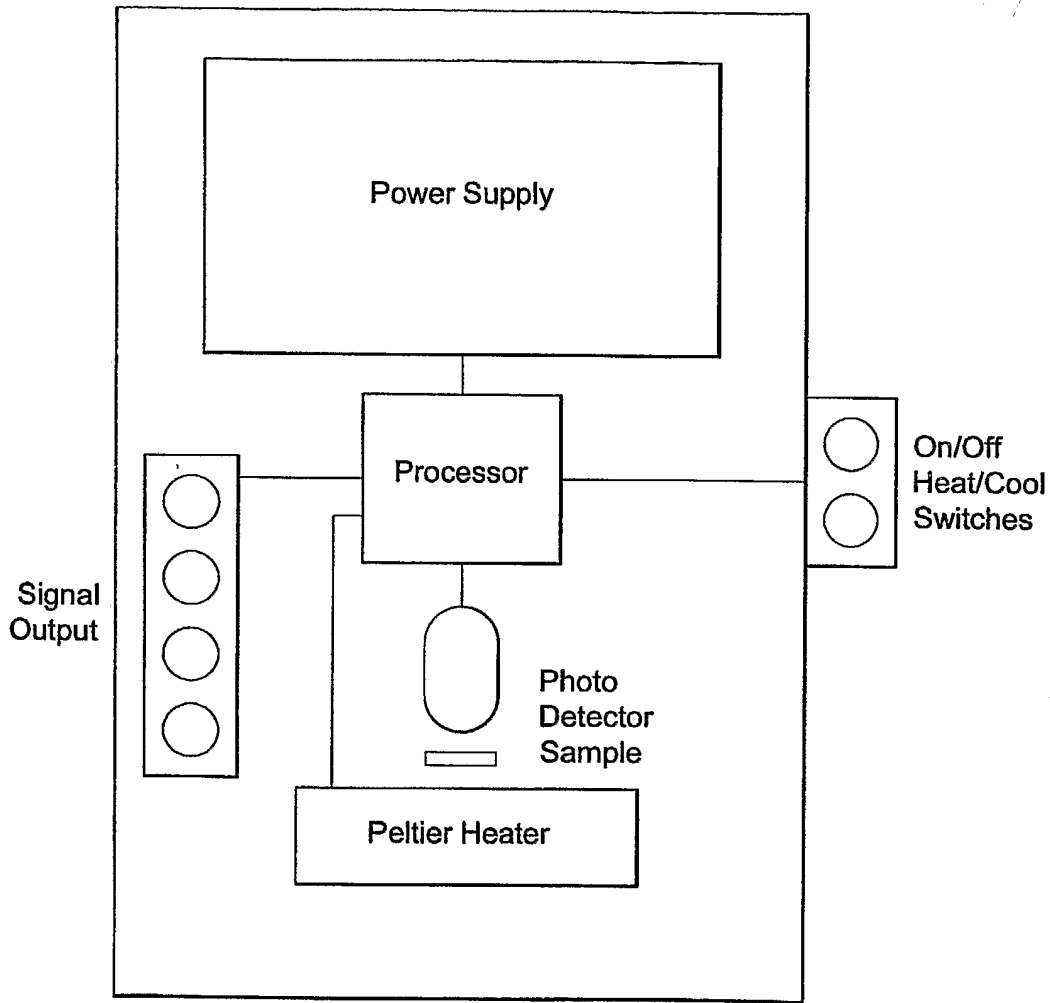 Power Supply
Processor
On/Off
Heat/Cool
Switches
Signal
Output
Photo
Detector
Sample
Peltier Heater